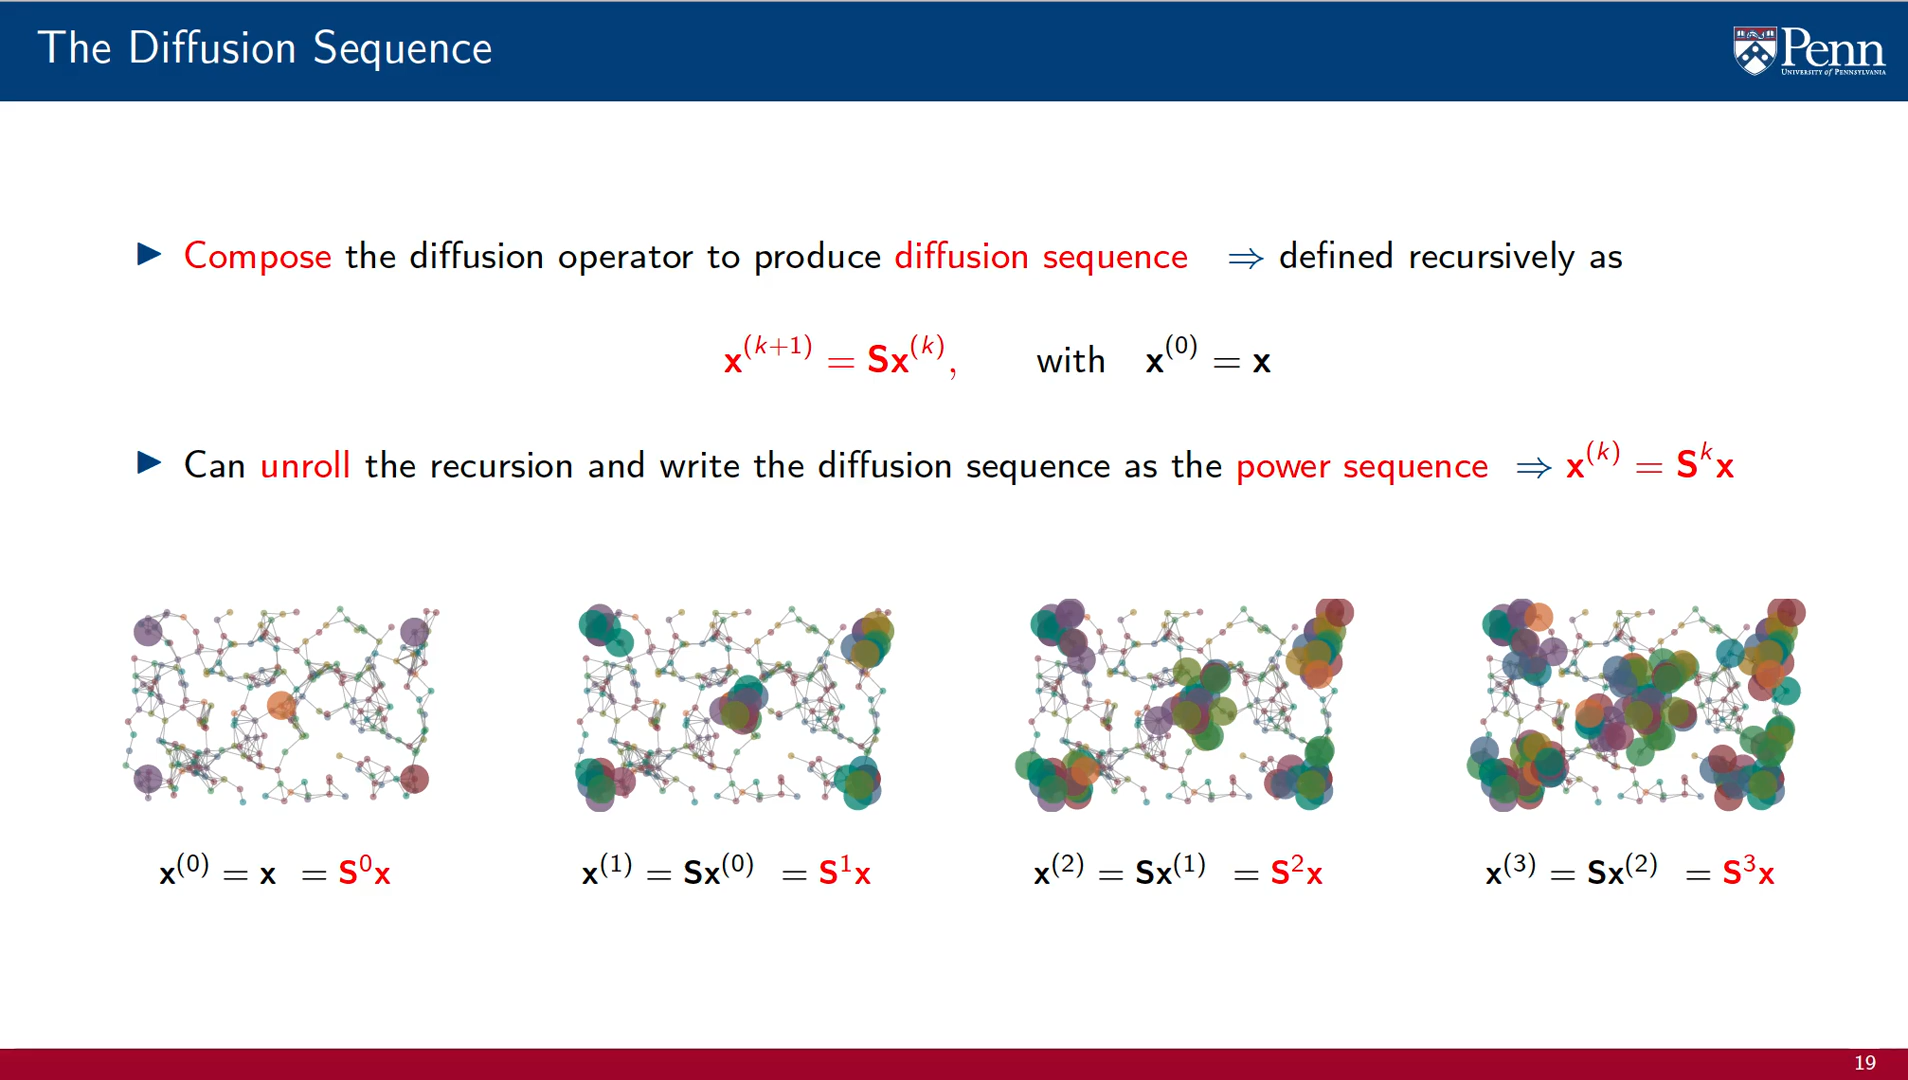 The Diffusion Sequence
Penn
UNIVERSITY of PENNSYLVANIA
▶ Compose the diffusion operator to produce diffusion sequence ⇒ defined recursively as
x^(k+1) = Sx^(k), with x^(0) = x
▶ Can unroll the recursion and write the diffusion sequence as the power sequence ⇒ x^(k) = S^k x
x^(0) = x = S^0 x
x^(1) = Sx^(0) = S^1 x
x^(2) = Sx^(1) = S^2 x
x^(3) = Sx^(2) = S^3 x
19